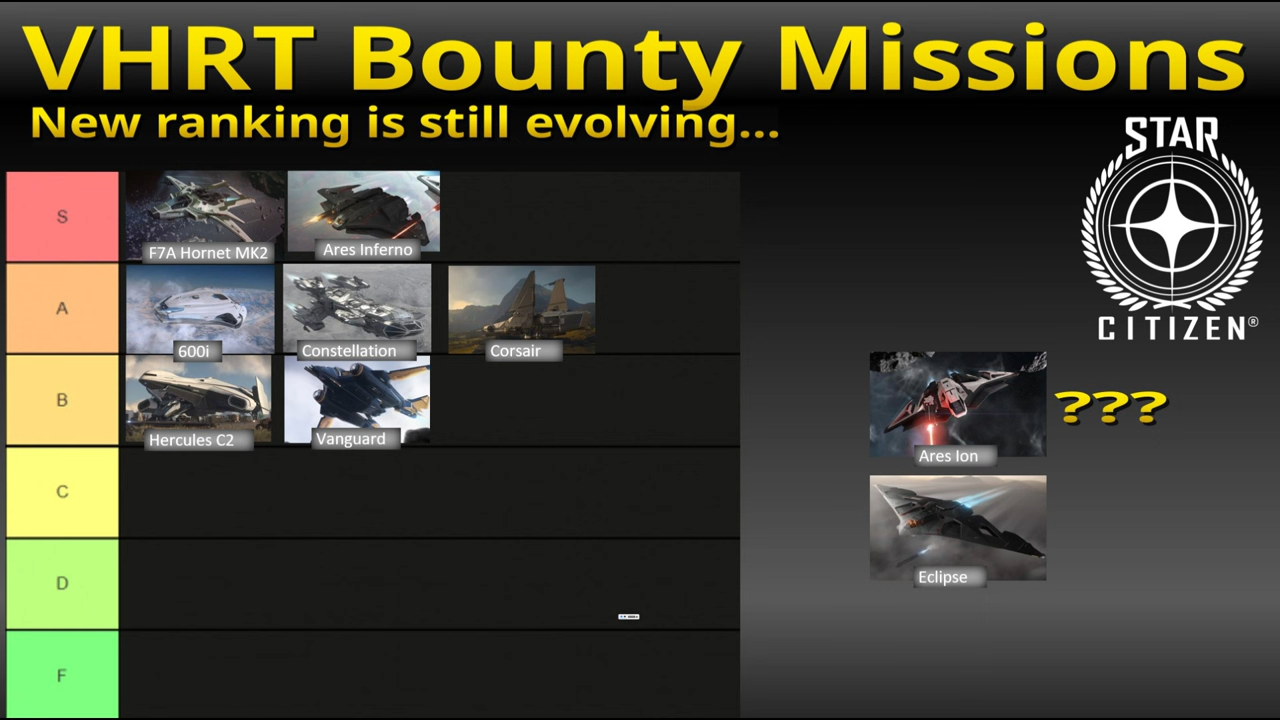 VHRT Bounty Missions
New ranking is still evolving...
STAR
CITIZEN®
S
F7A Hornet MK2
Ares Inferno
A
600i
Constellation
Corsair
B
Hercules C2
Vanguard
???
Ares Ion
Eclipse
C
D
F